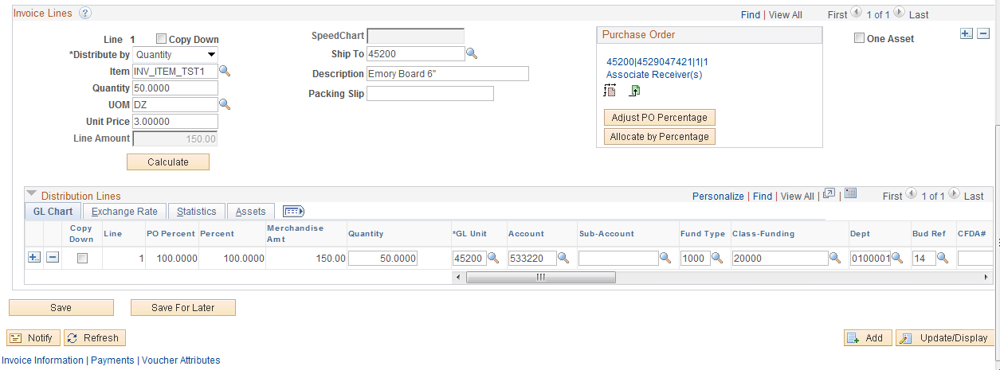 Invoice Lines ?
Find | View All First 1 of 1 Last
Line 1 Copy Down
*Distribute by Quantity
Item INV_ITEM_TST1
Quantity 50.0000
UOM DZ
Unit Price 3.00000
Line Amount 150.00
Calculate
SpeedChart
Ship To 45200
Description Emory Board 6"
Packing Slip
Purchase Order
45200|4529047421|1|1
Associate Receiver(s)
Adjust PO Percentage
Allocate by Percentage
One Asset
Distribution Lines
Personalize | Find | View All | | First 1 of 1 Last
GL Chart Exchange Rate Statistics Assets
Copy Down Line PO Percent Percent Merchandise Amt Quantity *GL Unit Account Sub-Account Fund Type Class-Funding Dept Bud Ref CFDA#
1 100.0000 100.0000 150.00 50.0000 45200 533220 1000 20000 0100001 14
Save Save For Later
Notify Refresh Add Update/Display
Invoice Information | Payments | Voucher Attributes